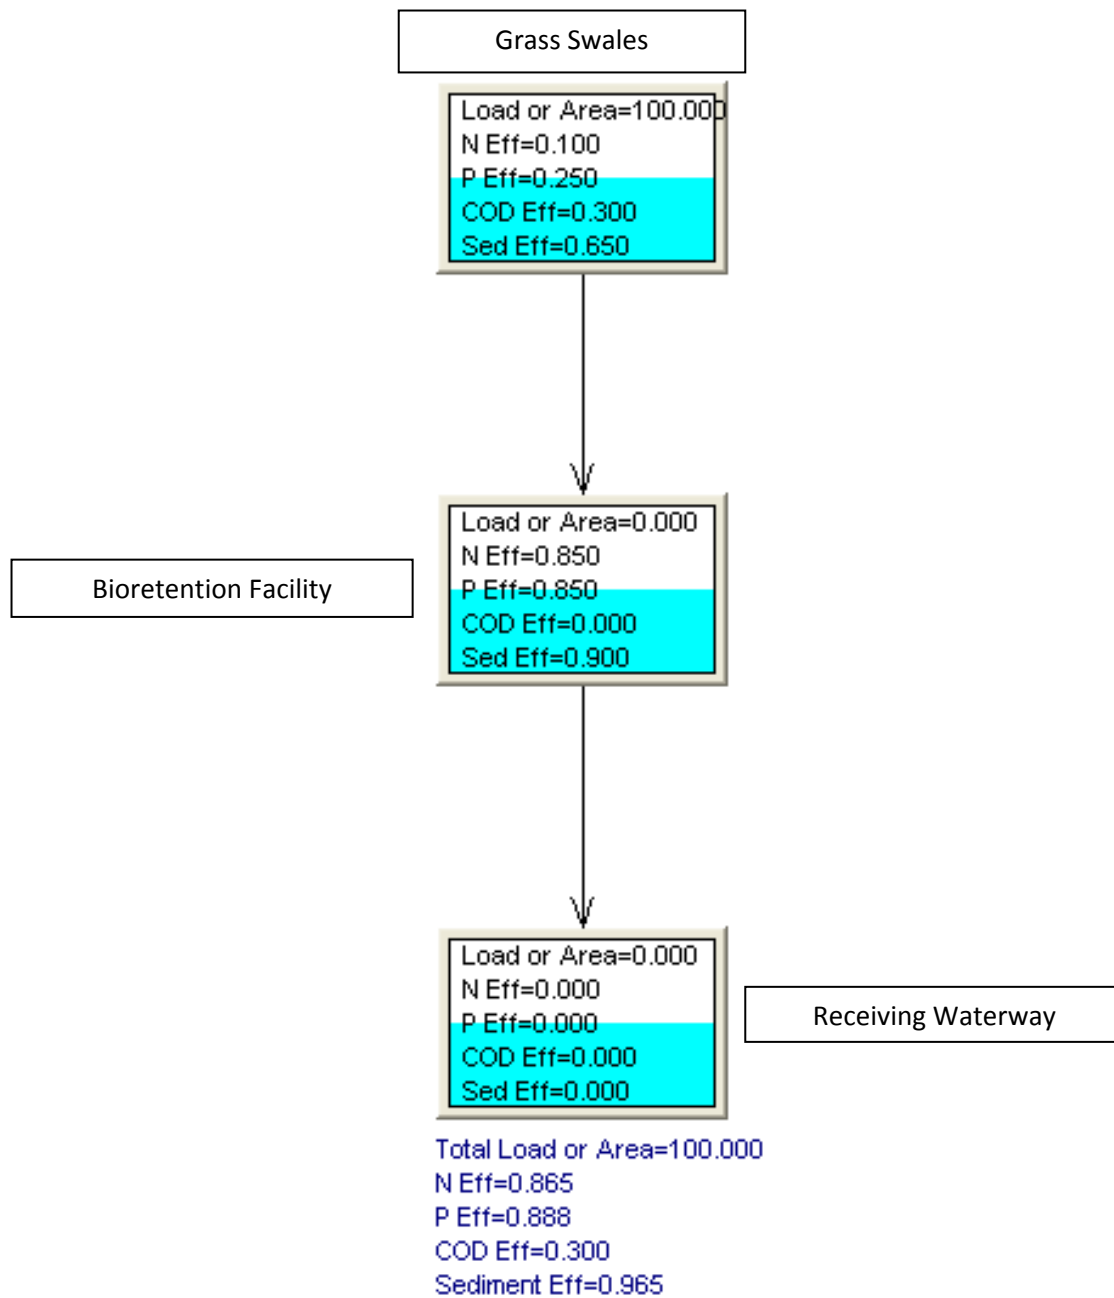 Grass Swales
Load or Area=100.000
N Eff=0.100
P Eff=0.250
COD Eff=0.300
Sed Eff=0.650
Load or Area=0.000
N Eff=0.850
P Eff=0.850
COD Eff=0.000
Sed Eff=0.900
Bioretention Facility
Load or Area=0.000
N Eff=0.000
P Eff=0.000
COD Eff=0.000
Sed Eff=0.000
Receiving Waterway
Total Load or Area=100.000
N Eff=0.865
P Eff=0.888
COD Eff=0.300
Sediment Eff=0.965